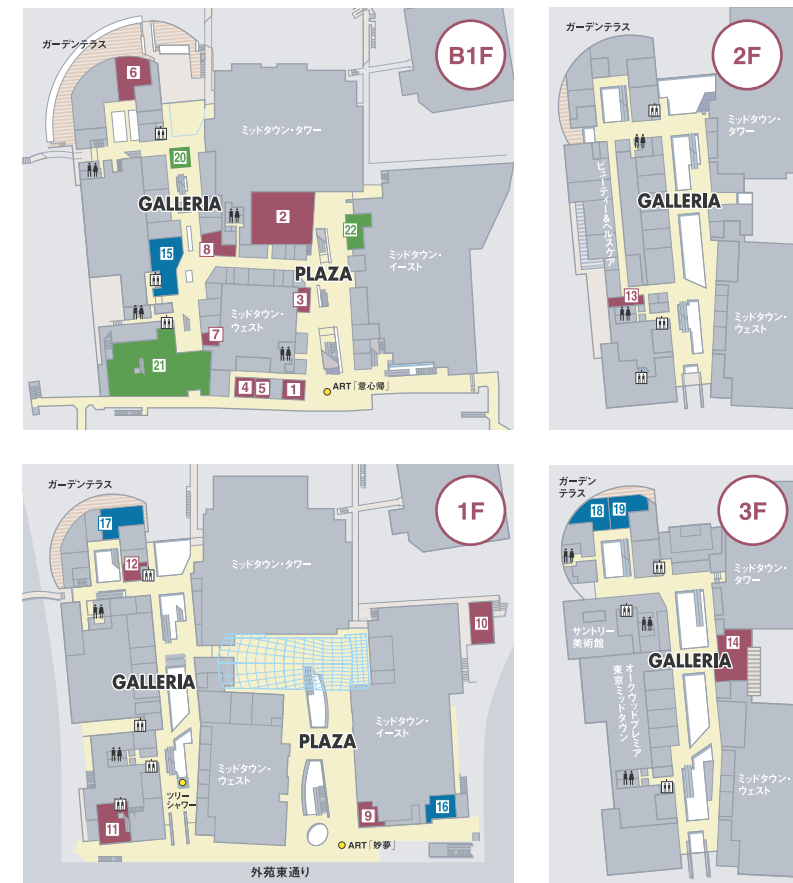 ガーデンテラス
B1F
6
ミッドタウン・タワー
20
GALLERIA
2
22
8
15
ミッドタウン・
イースト
PLAZA
3
ミッドタウン・
ウェスト
7
21
4
5
1
ART「意心帰」
ガーデンテラス
2F
ミッドタウン・
タワー
ビューティー&ヘルスケア
GALLERIA
13
ミッドタウン・
ウェスト
ガーデンテラス
1F
17
ミッドタウン・タワー
12
10
GALLERIA
ミッドタウン・
イースト
PLAZA
ミッドタウン・
ウェスト
ツリー
シャワー
16
9
11
ART「妙夢」
外苑東通り
ガーデン
テラス
3F
18
19
ミッドタウン・
タワー
サントリー
美術館
14
GALLERIA
オークウッドプレミア
東京ミッドタウン
ミッドタウン・
ウェスト